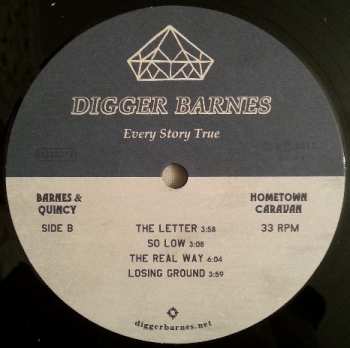 DIGGER BARNES
Every Story True
BARNES &
QUINCY
SIDE B
HOMETOWN
CARAVAN
33 RPM
THE LETTER 3:58
SO LOW 3:08
THE REAL WAY 6:04
LOSING GROUND 3:59
diggerbarnes.net